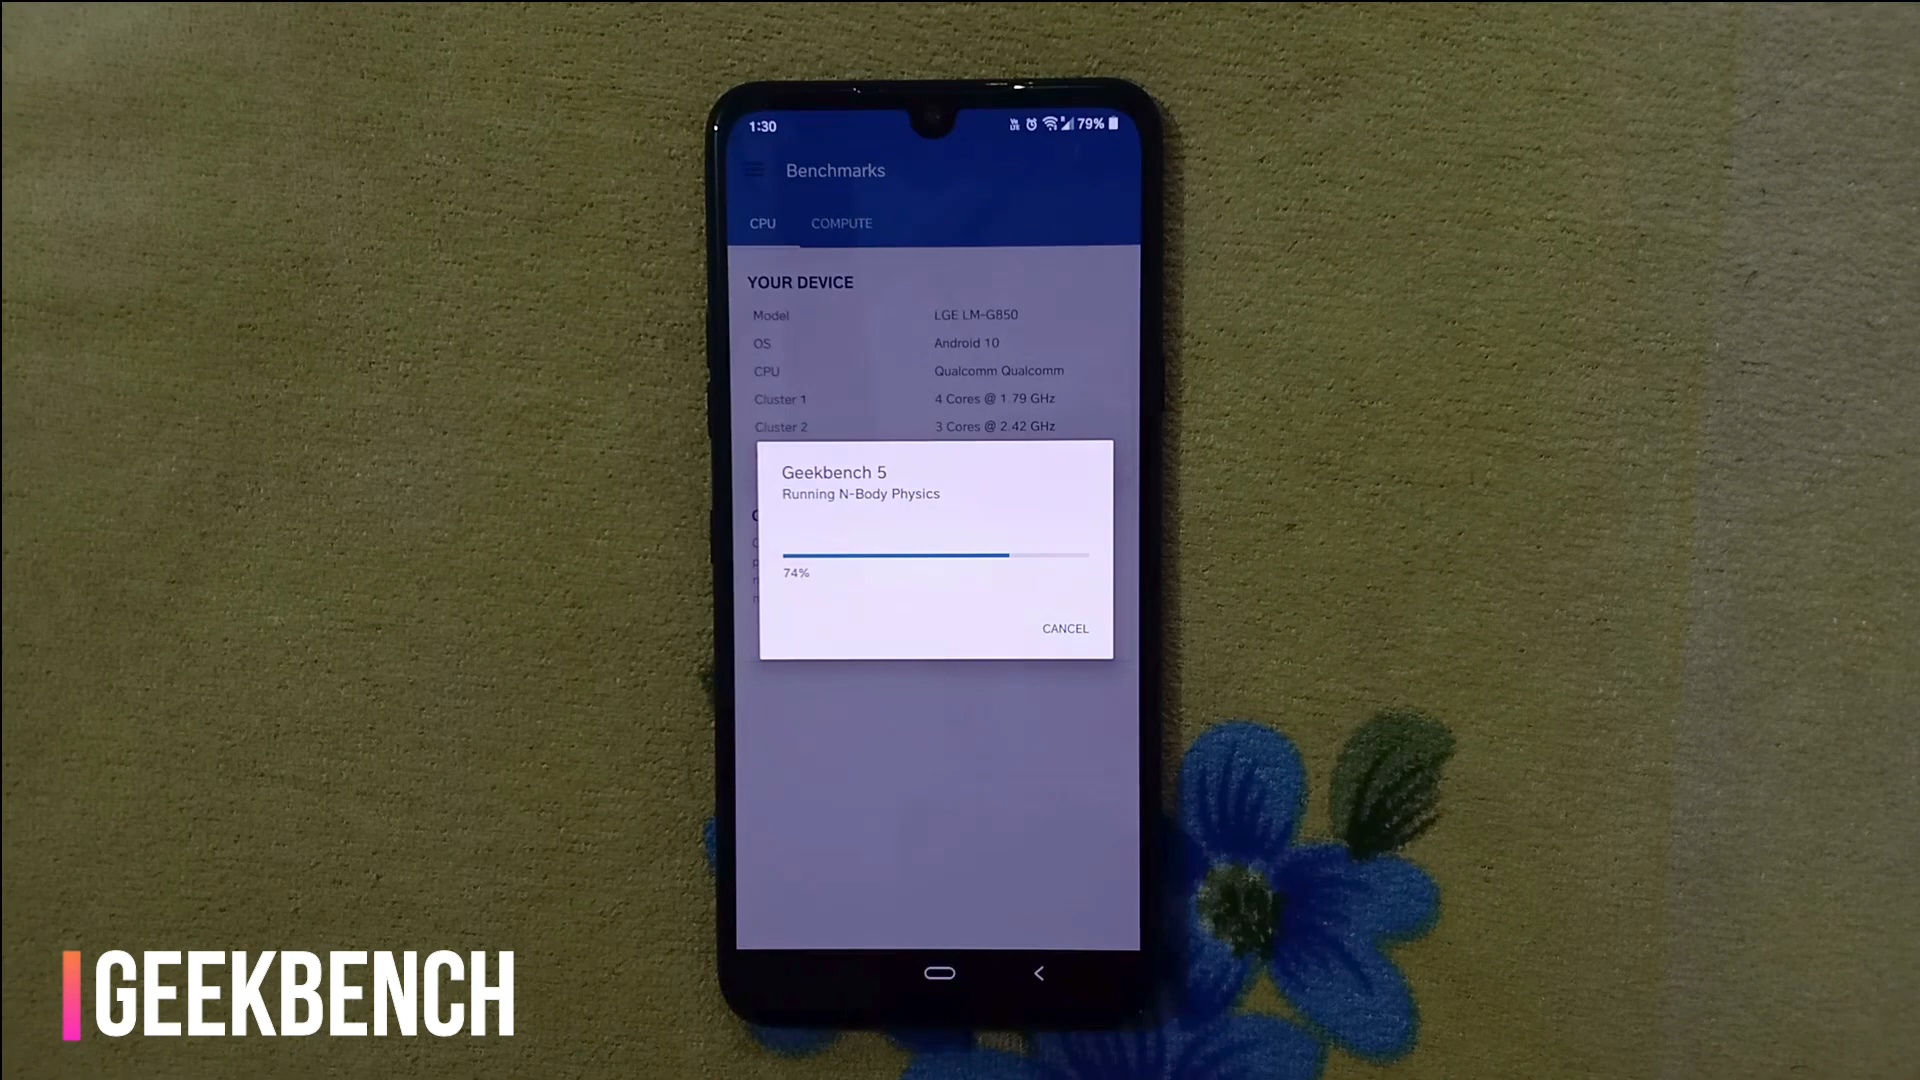 1:30
79%
Benchmarks
CPU COMPUTE
YOUR DEVICE
Model LGE LM-G850
OS Android 10
CPU Qualcomm Qualcomm
Cluster 1 4 Cores @ 1.79 GHz
Cluster 2 3 Cores @ 2.42 GHz
Geekbench 5
Running N-Body Physics
74%
CANCEL
GEEKBENCH